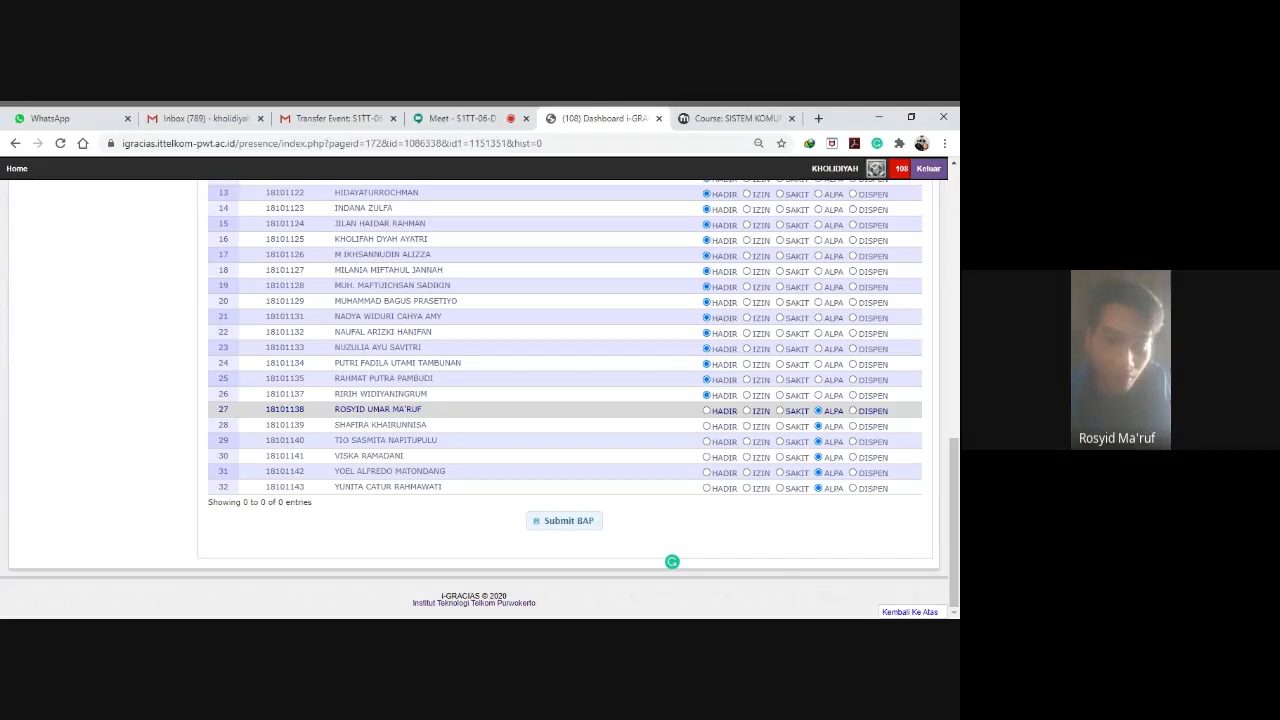 WhatsApp
Inbox (789) - kholidiyah
Transfer Event: S1TT-06-
Meet - S1TT-06-D
(108) Dashboard i-GRA
Course: SISTEM KOMU
igracias.ittelkom-pwt.ac.id/presence/index.php?pageid=172&id=1086338&id1=1151351&hist=0
Home KHOLIDIYAH 108 Keluar
13 18101122 HIDAYATURROCHMAN HADIR IZIN SAKIT ALPA DISPEN
14 18101123 INDANA ZULFA HADIR IZIN SAKIT ALPA DISPEN
15 18101124 JILAN HAIDAR RAHMAN HADIR IZIN SAKIT ALPA DISPEN
16 18101125 KHOLIFAH DYAH AYATRI HADIR IZIN SAKIT ALPA DISPEN
17 18101126 M IKHSANNUDIN ALIZZA HADIR IZIN SAKIT ALPA DISPEN
18 18101127 MILANIA MIFTAHUL JANNAH HADIR IZIN SAKIT ALPA DISPEN
19 18101128 MUH. MAFTUICHSAN SADIKIN HADIR IZIN SAKIT ALPA DISPEN
20 18101129 MUHAMMAD BAGUS PRASETIYO HADIR IZIN SAKIT ALPA DISPEN
21 18101131 NADYA WIDURI CAHYA AMY HADIR IZIN SAKIT ALPA DISPEN
22 18101132 NAUFAL ARIZKI HANIFAN HADIR IZIN SAKIT ALPA DISPEN
23 18101133 NUZULIA AYU SAVITRI HADIR IZIN SAKIT ALPA DISPEN
24 18101134 PUTRI FADILA UTAMI TAMBUNAN HADIR IZIN SAKIT ALPA DISPEN
25 18101135 RAHMAT PUTRA PAMBUDI HADIR IZIN SAKIT ALPA DISPEN
26 18101137 RIRIH WIDIYANINGRUM HADIR IZIN SAKIT ALPA DISPEN
27 18101138 ROSYID UMAR MA'RUF HADIR IZIN SAKIT ALPA DISPEN
28 18101139 SHAFIRA KHAIRUNNISA HADIR IZIN SAKIT ALPA DISPEN
29 18101140 TIO SASMITA NAPITUPULU HADIR IZIN SAKIT ALPA DISPEN
30 18101141 VISKA RAMADANI HADIR IZIN SAKIT ALPA DISPEN
31 18101142 YOEL ALFREDO MATONDANG HADIR IZIN SAKIT ALPA DISPEN
32 18101143 YUNITA CATUR RAHMAWATI HADIR IZIN SAKIT ALPA DISPEN
Showing 0 to 0 of 0 entries
Submit BAP
i-GRACIAS © 2020
Institut Teknologi Telkom Purwokerto
Kembali Ke Atas
Rosyid Ma'ruf